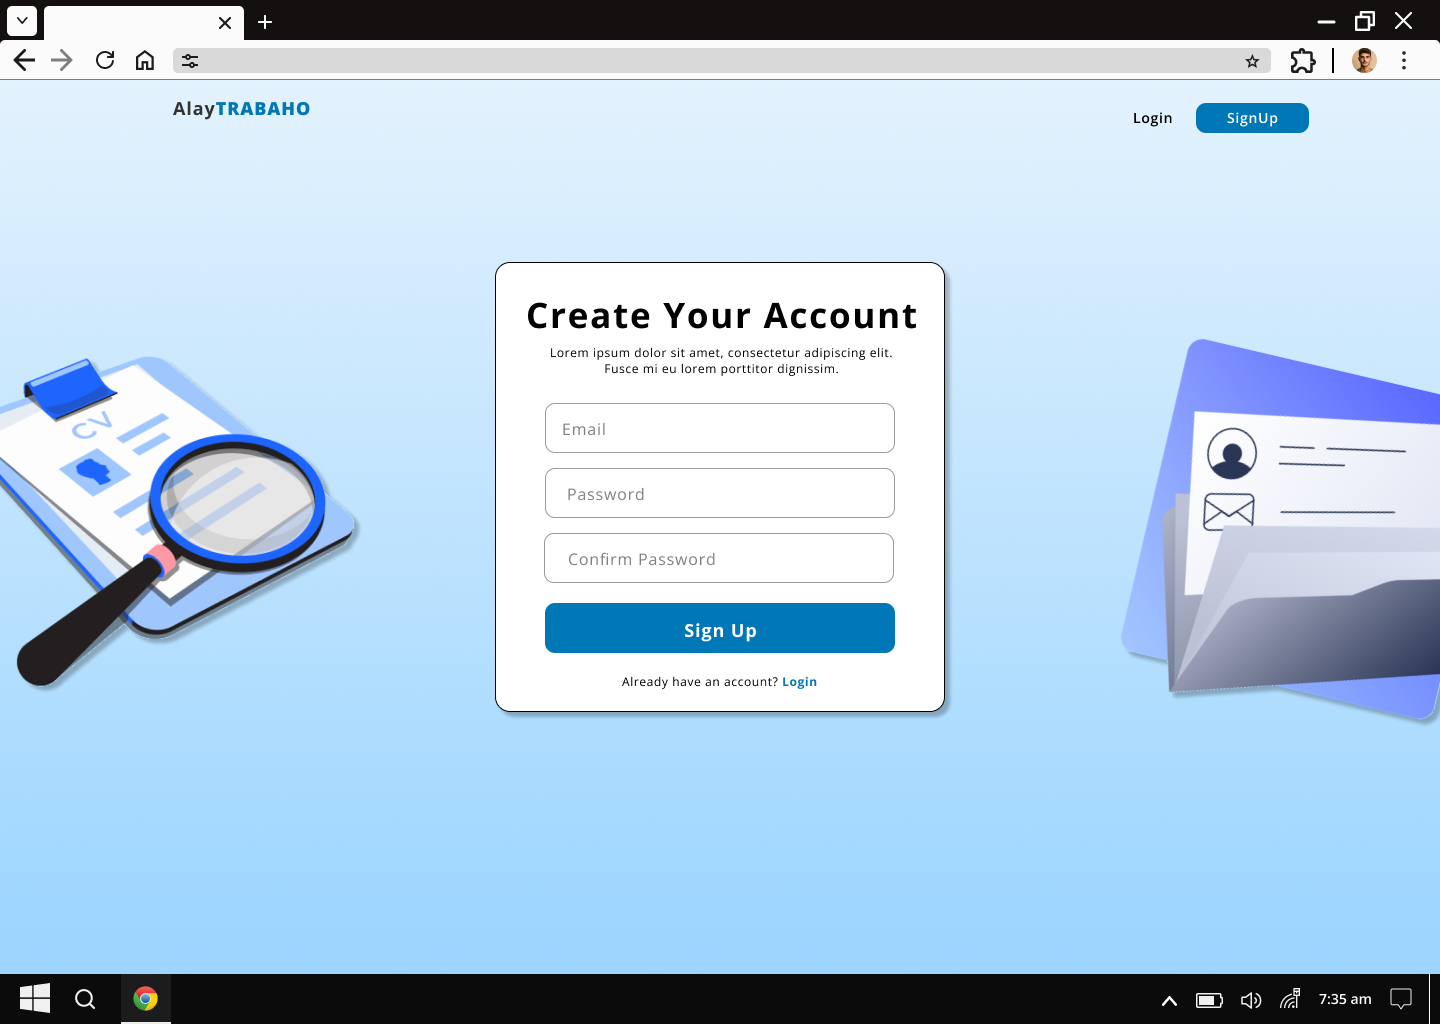 AlayTRABAHO
Login
SignUp
Create Your Account
Lorem ipsum dolor sit amet, consectetur adipiscing elit.
Fusce mi eu lorem porttitor dignissim.
CV
Email
Password
Confirm Password
Sign Up
Already have an account? Login
7:35 am